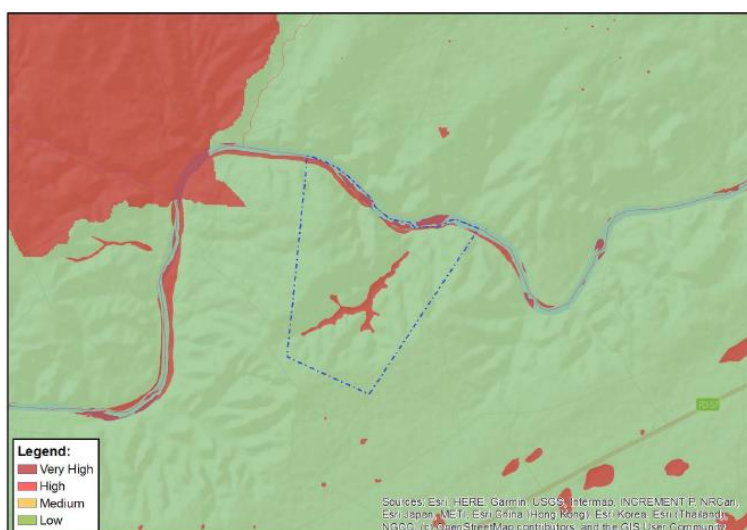 R357
Legend:
Very High
High
Medium
Low
Sources: Esri, HERE, Garmin, USGS, Intermap, INCREMENT P, NRCan,
Esri Japan, METI, Esri China (Hong Kong), Esri Korea, Esri (Thailand),
NGCC, (c) OpenStreetMap contributors, and the GIS User Community